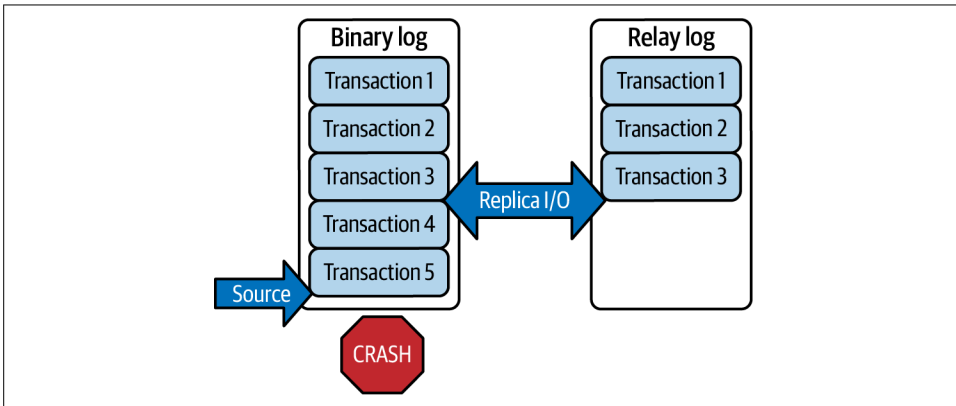 Binary log
Transaction 1
Transaction 2
Transaction 3
Transaction 4
Transaction 5
Source
CRASH
Replica I/O
Relay log
Transaction 1
Transaction 2
Transaction 3